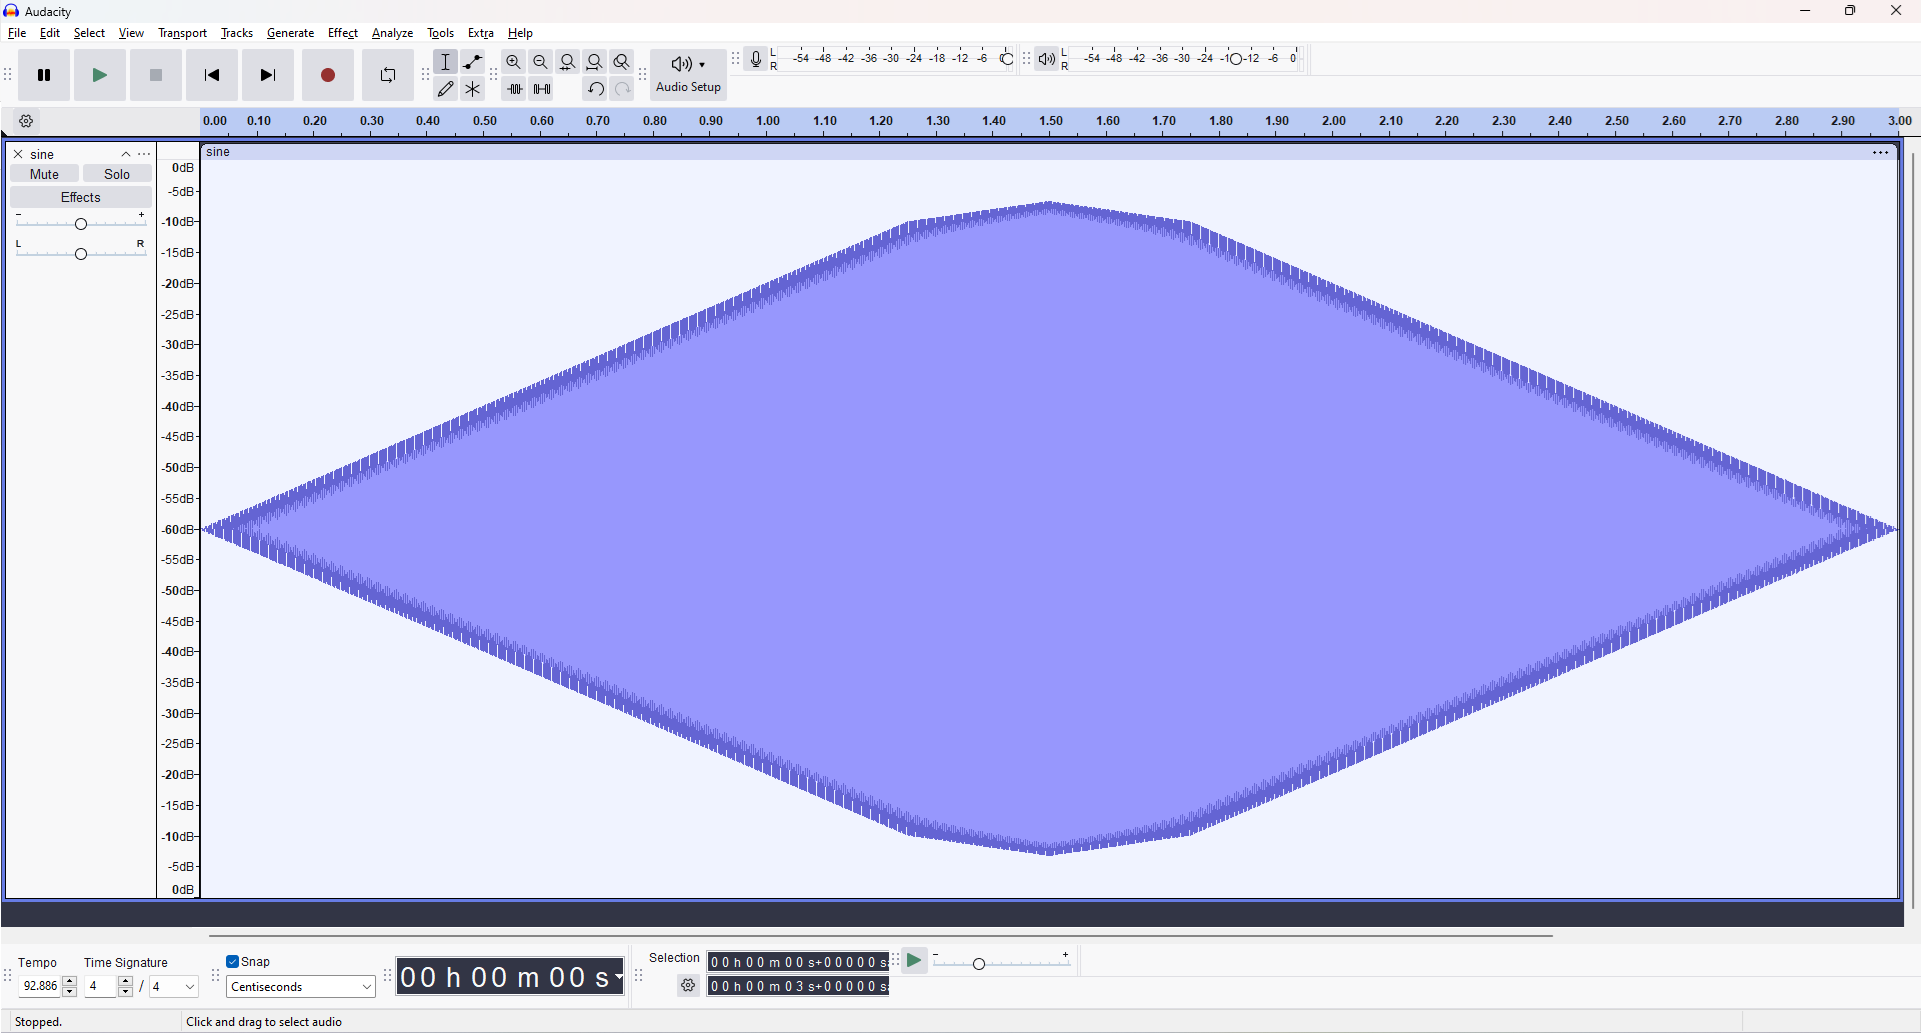 Audacity
File Edit Select View Transport Tracks Generate Effect Analyze Tools Extra Help
L -54 -48 -42 -36 -30 -24 -18 -12 -6 0
R
L -54 -48 -42 -36 -30 -24 -1 -12 -6 0
R
Audio Setup
0.00 0.10 0.20 0.30 0.40 0.50 0.60 0.70 0.80 0.90 1.00 1.10 1.20 1.30 1.40 1.50 1.60 1.70 1.80 1.90 2.00 2.10 2.20 2.30 2.40 2.50 2.60 2.70 2.80 2.90 3.00
sine
Mute Solo
Effects
- +
L R
sine
0dB
-5dB
-10dB
-15dB
-20dB
-25dB
-30dB
-35dB
-40dB
-45dB
-50dB
-55dB
-60dB
-55dB
-50dB
-45dB
-40dB
-35dB
-30dB
-25dB
-20dB
-15dB
-10dB
-5dB
0dB
Tempo
92.886
Time Signature
4 / 4
Snap
Centiseconds
00 h 00 m 00 s
Selection
00 h 00 m 00 s+00000 s
00 h 00 m 03 s+00000 s
- +
Stopped.
Click and drag to select audio